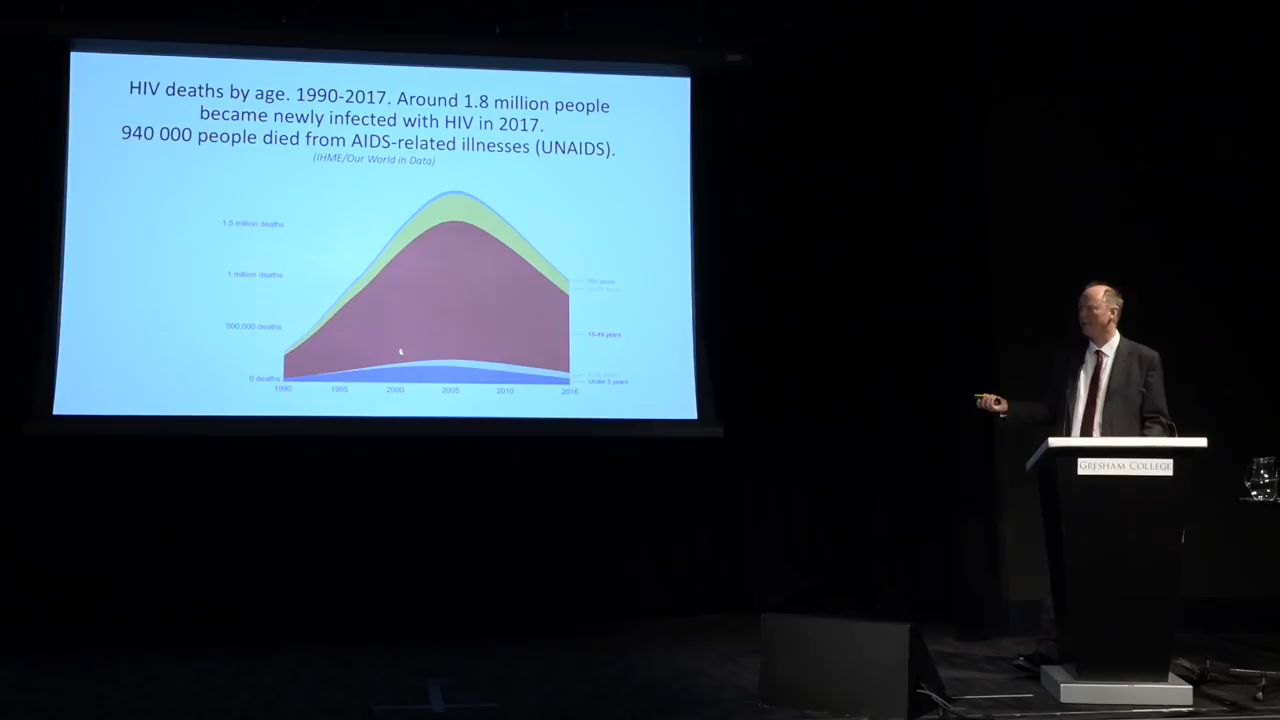 HIV deaths by age. 1990-2017. Around 1.8 million people
became newly infected with HIV in 2017.
940 000 people died from AIDS-related illnesses (UNAIDS).
(IHME/Our World in Data)
1.5 million deaths
1 million deaths
500,000 deaths
0 deaths
70+ years
15-49 years
Under 5 years
1990 1995 2000 2005 2010 2016
GRESHAM COLLEGE